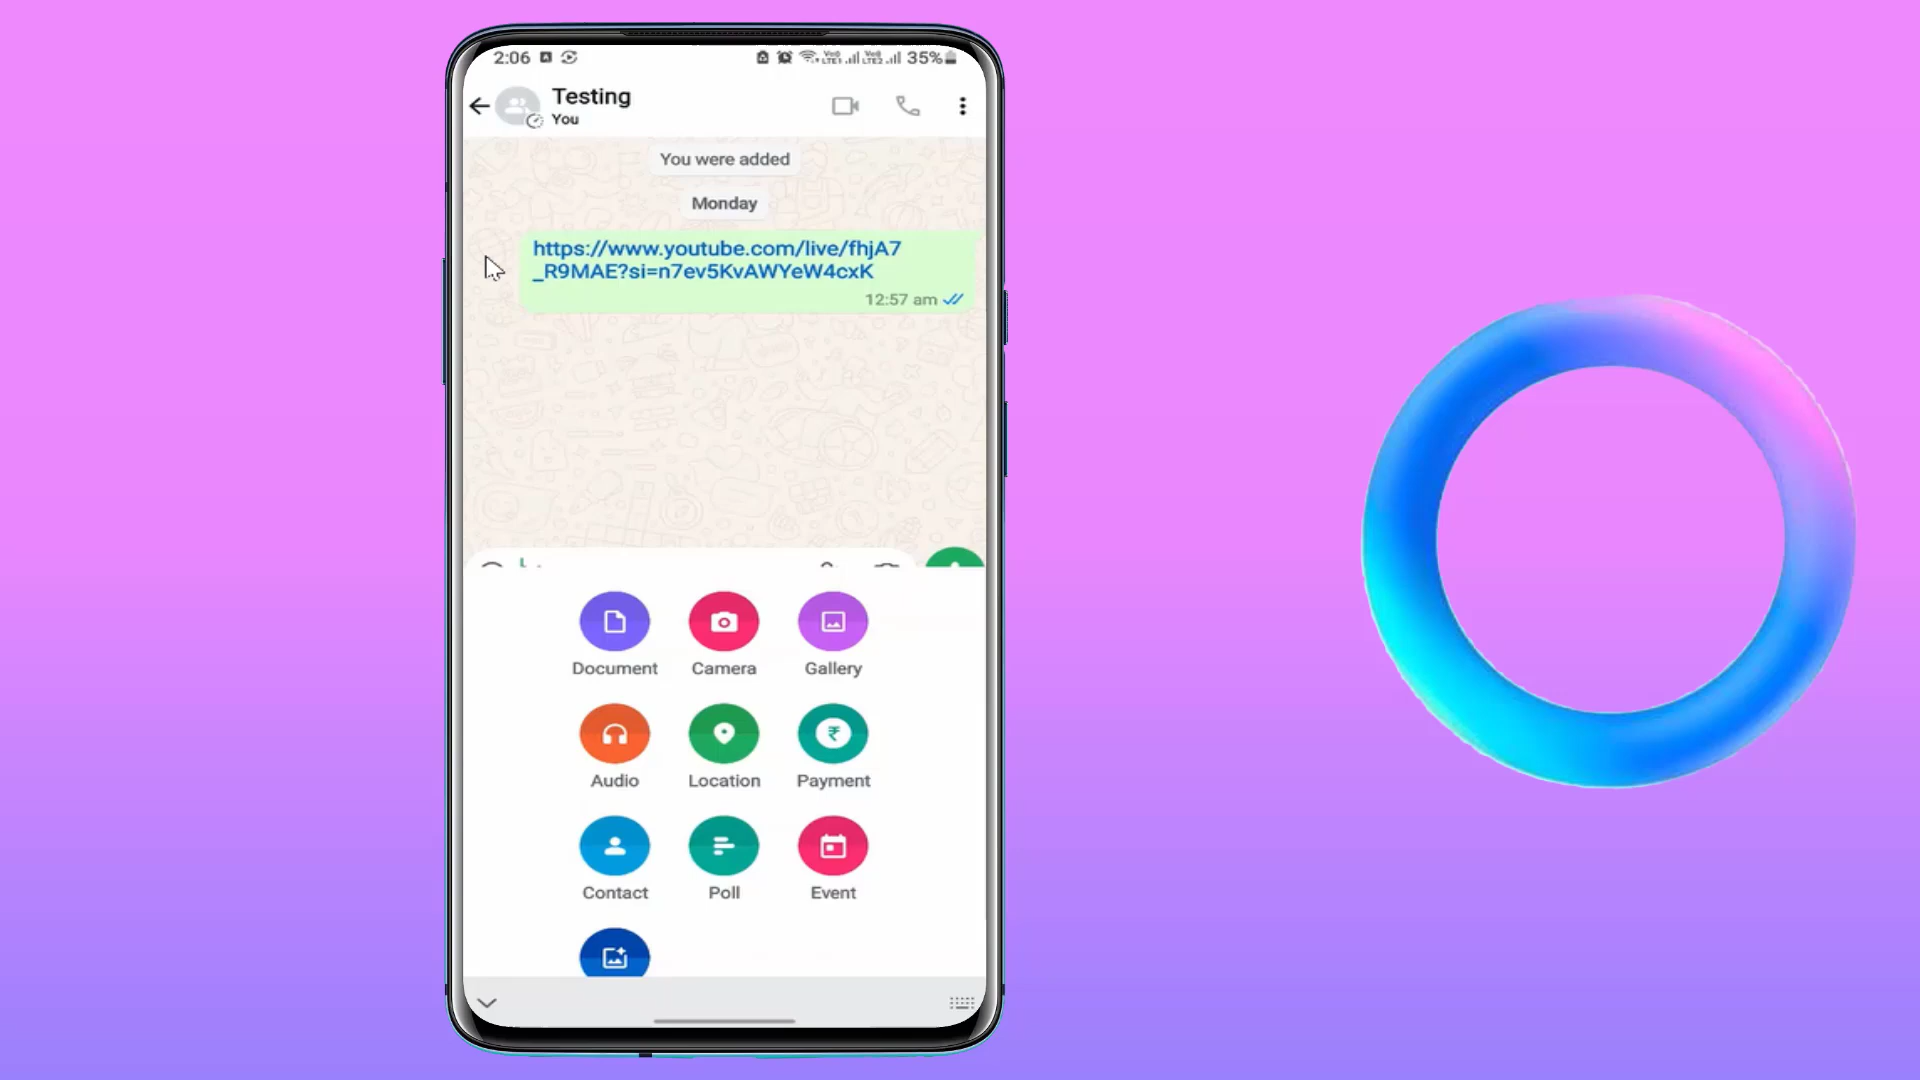 2:06 35%
Testing
You
You were added
Monday
https://www.youtube.com/live/fhjA7
_R9MAE?si=n7ev5KvAWYeW4cxK
12:57 am
Document Camera Gallery
Audio Location Payment
Contact Poll Event